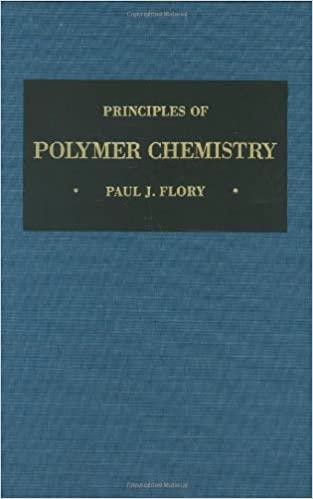 PRINCIPLES OF
POLYMER CHEMISTRY
• PAUL J. FLORY •